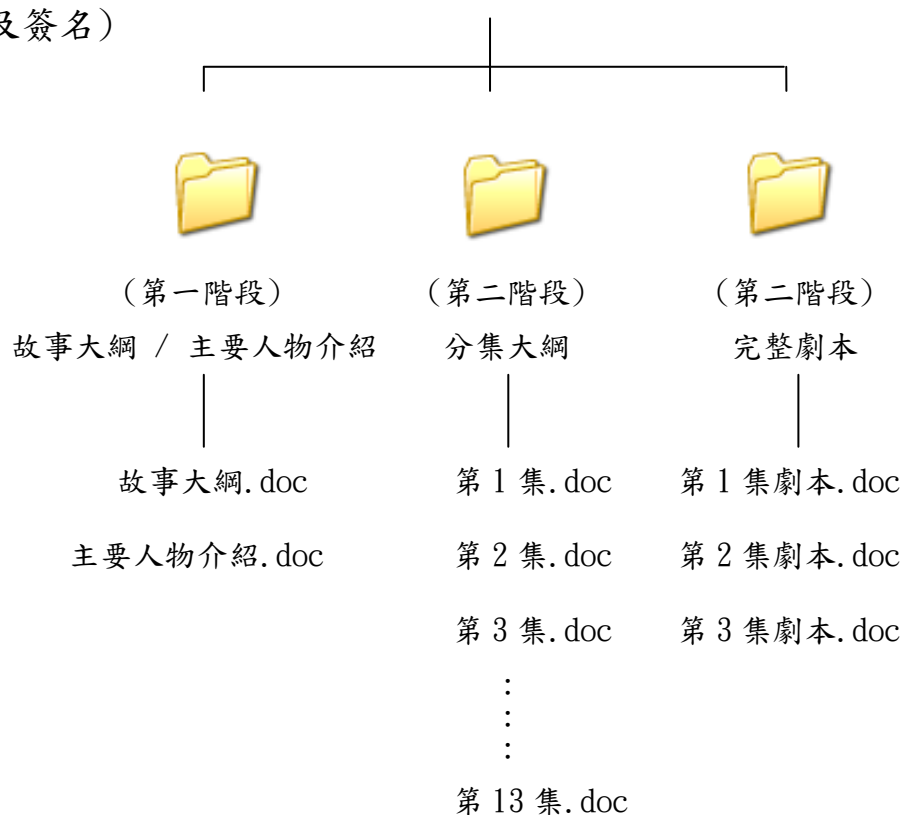 及簽名)
(第一階段)
(第二階段)
(第二階段)
故事大綱 / 主要人物介紹
分集大綱
完整劇本
故事大綱.doc
第 1 集.doc
第 1 集劇本.doc
主要人物介紹.doc
第 2 集.doc
第 2 集劇本.doc
第 3 集.doc
第 3 集劇本.doc
:
:
:
第 13 集.doc